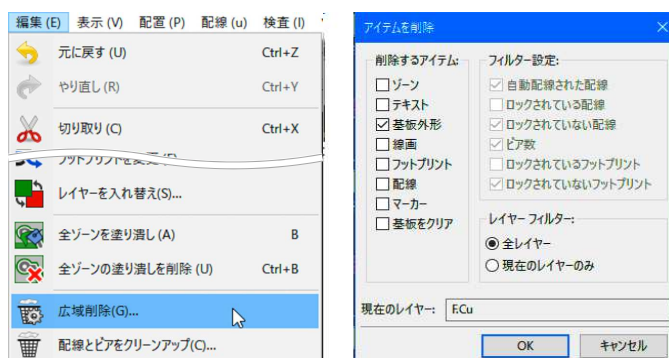 編集(E) 表示(V) 配置(P) 配線(u) 検査(I)
元に戻す(U) Ctrl+Z
やり直し(R) Ctrl+Y
切り取り(C) Ctrl+X
レイヤーを入れ替え(S)...
全ゾーンを塗り潰し(A) B
全ゾーンの塗り潰しを削除(U) Ctrl+B
広域削除(G)...
配線とビアをクリーンアップ(C)...
アイテムを削除
削除するアイテム:
ゾーン
テキスト
基板外形
線画
フットプリント
配線
マーカー
基板をクリア
フィルター設定:
自動配線された配線
ロックされている配線
ロックされていない配線
ビア数
ロックされているフットプリント
ロックされていないフットプリント
レイヤー フィルター:
全レイヤー
現在のレイヤーのみ
現在のレイヤー: F.Cu
OK キャンセル